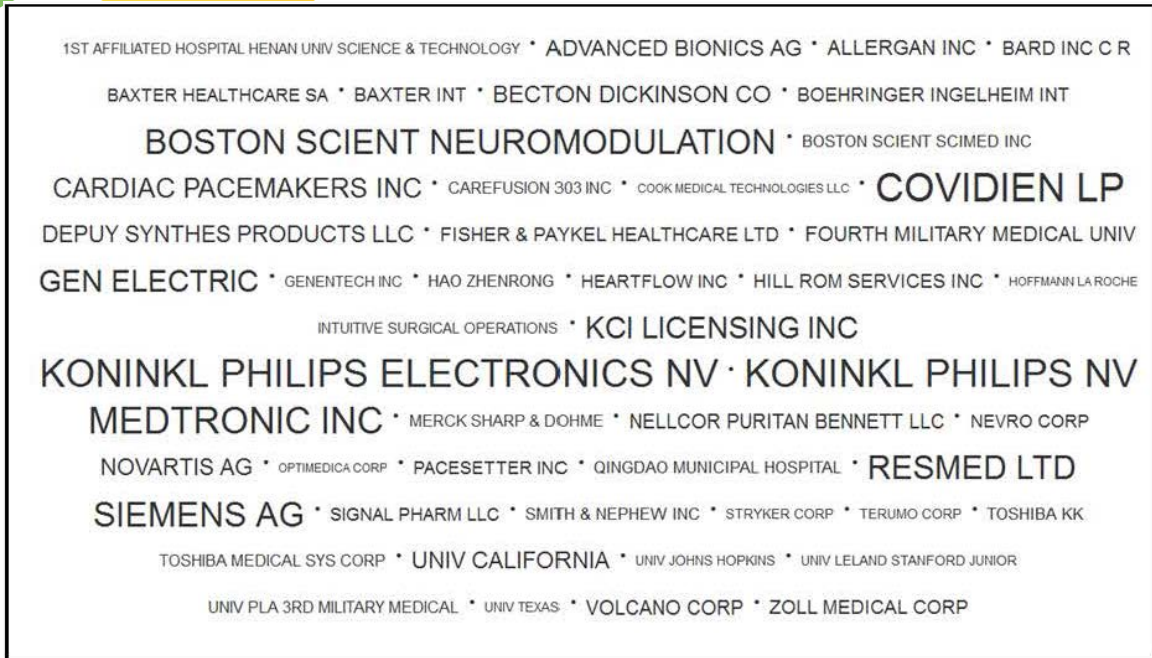 1ST AFFILIATED HOSPITAL HENAN UNIV SCIENCE & TECHNOLOGY · ADVANCED BIONICS AG · ALLERGAN INC · BARD INC C R
BAXTER HEALTHCARE SA · BAXTER INT · BECTON DICKINSON CO · BOEHRINGER INGELHEIM INT
BOSTON SCIENT NEUROMODULATION · BOSTON SCIENT SCIMED INC
CARDIAC PACEMAKERS INC · CAREFUSION 303 INC · COOK MEDICAL TECHNOLOGIES LLC · COVIDIEN LP
DEPUY SYNTHES PRODUCTS LLC · FISHER & PAYKEL HEALTHCARE LTD · FOURTH MILITARY MEDICAL UNIV
GEN ELECTRIC · GENENTECH INC · HAO ZHENRONG · HEARTFLOW INC · HILL ROM SERVICES INC · HOFFMANN LA ROCHE
INTUITIVE SURGICAL OPERATIONS · KCI LICENSING INC
KONINKL PHILIPS ELECTRONICS NV · KONINKL PHILIPS NV
MEDTRONIC INC · MERCK SHARP & DOHME · NELLCOR PURITAN BENNETT LLC · NEVRO CORP
NOVARTIS AG · OPTIMEDICA CORP · PACESETTER INC · QINGDAO MUNICIPAL HOSPITAL · RESMED LTD
SIEMENS AG · SIGNAL PHARM LLC · SMITH & NEPHEW INC · STRYKER CORP · TERUMO CORP · TOSHIBA KK
TOSHIBA MEDICAL SYS CORP · UNIV CALIFORNIA · UNIV JOHNS HOPKINS · UNIV LELAND STANFORD JUNIOR
UNIV PLA 3RD MILITARY MEDICAL · UNIV TEXAS · VOLCANO CORP · ZOLL MEDICAL CORP